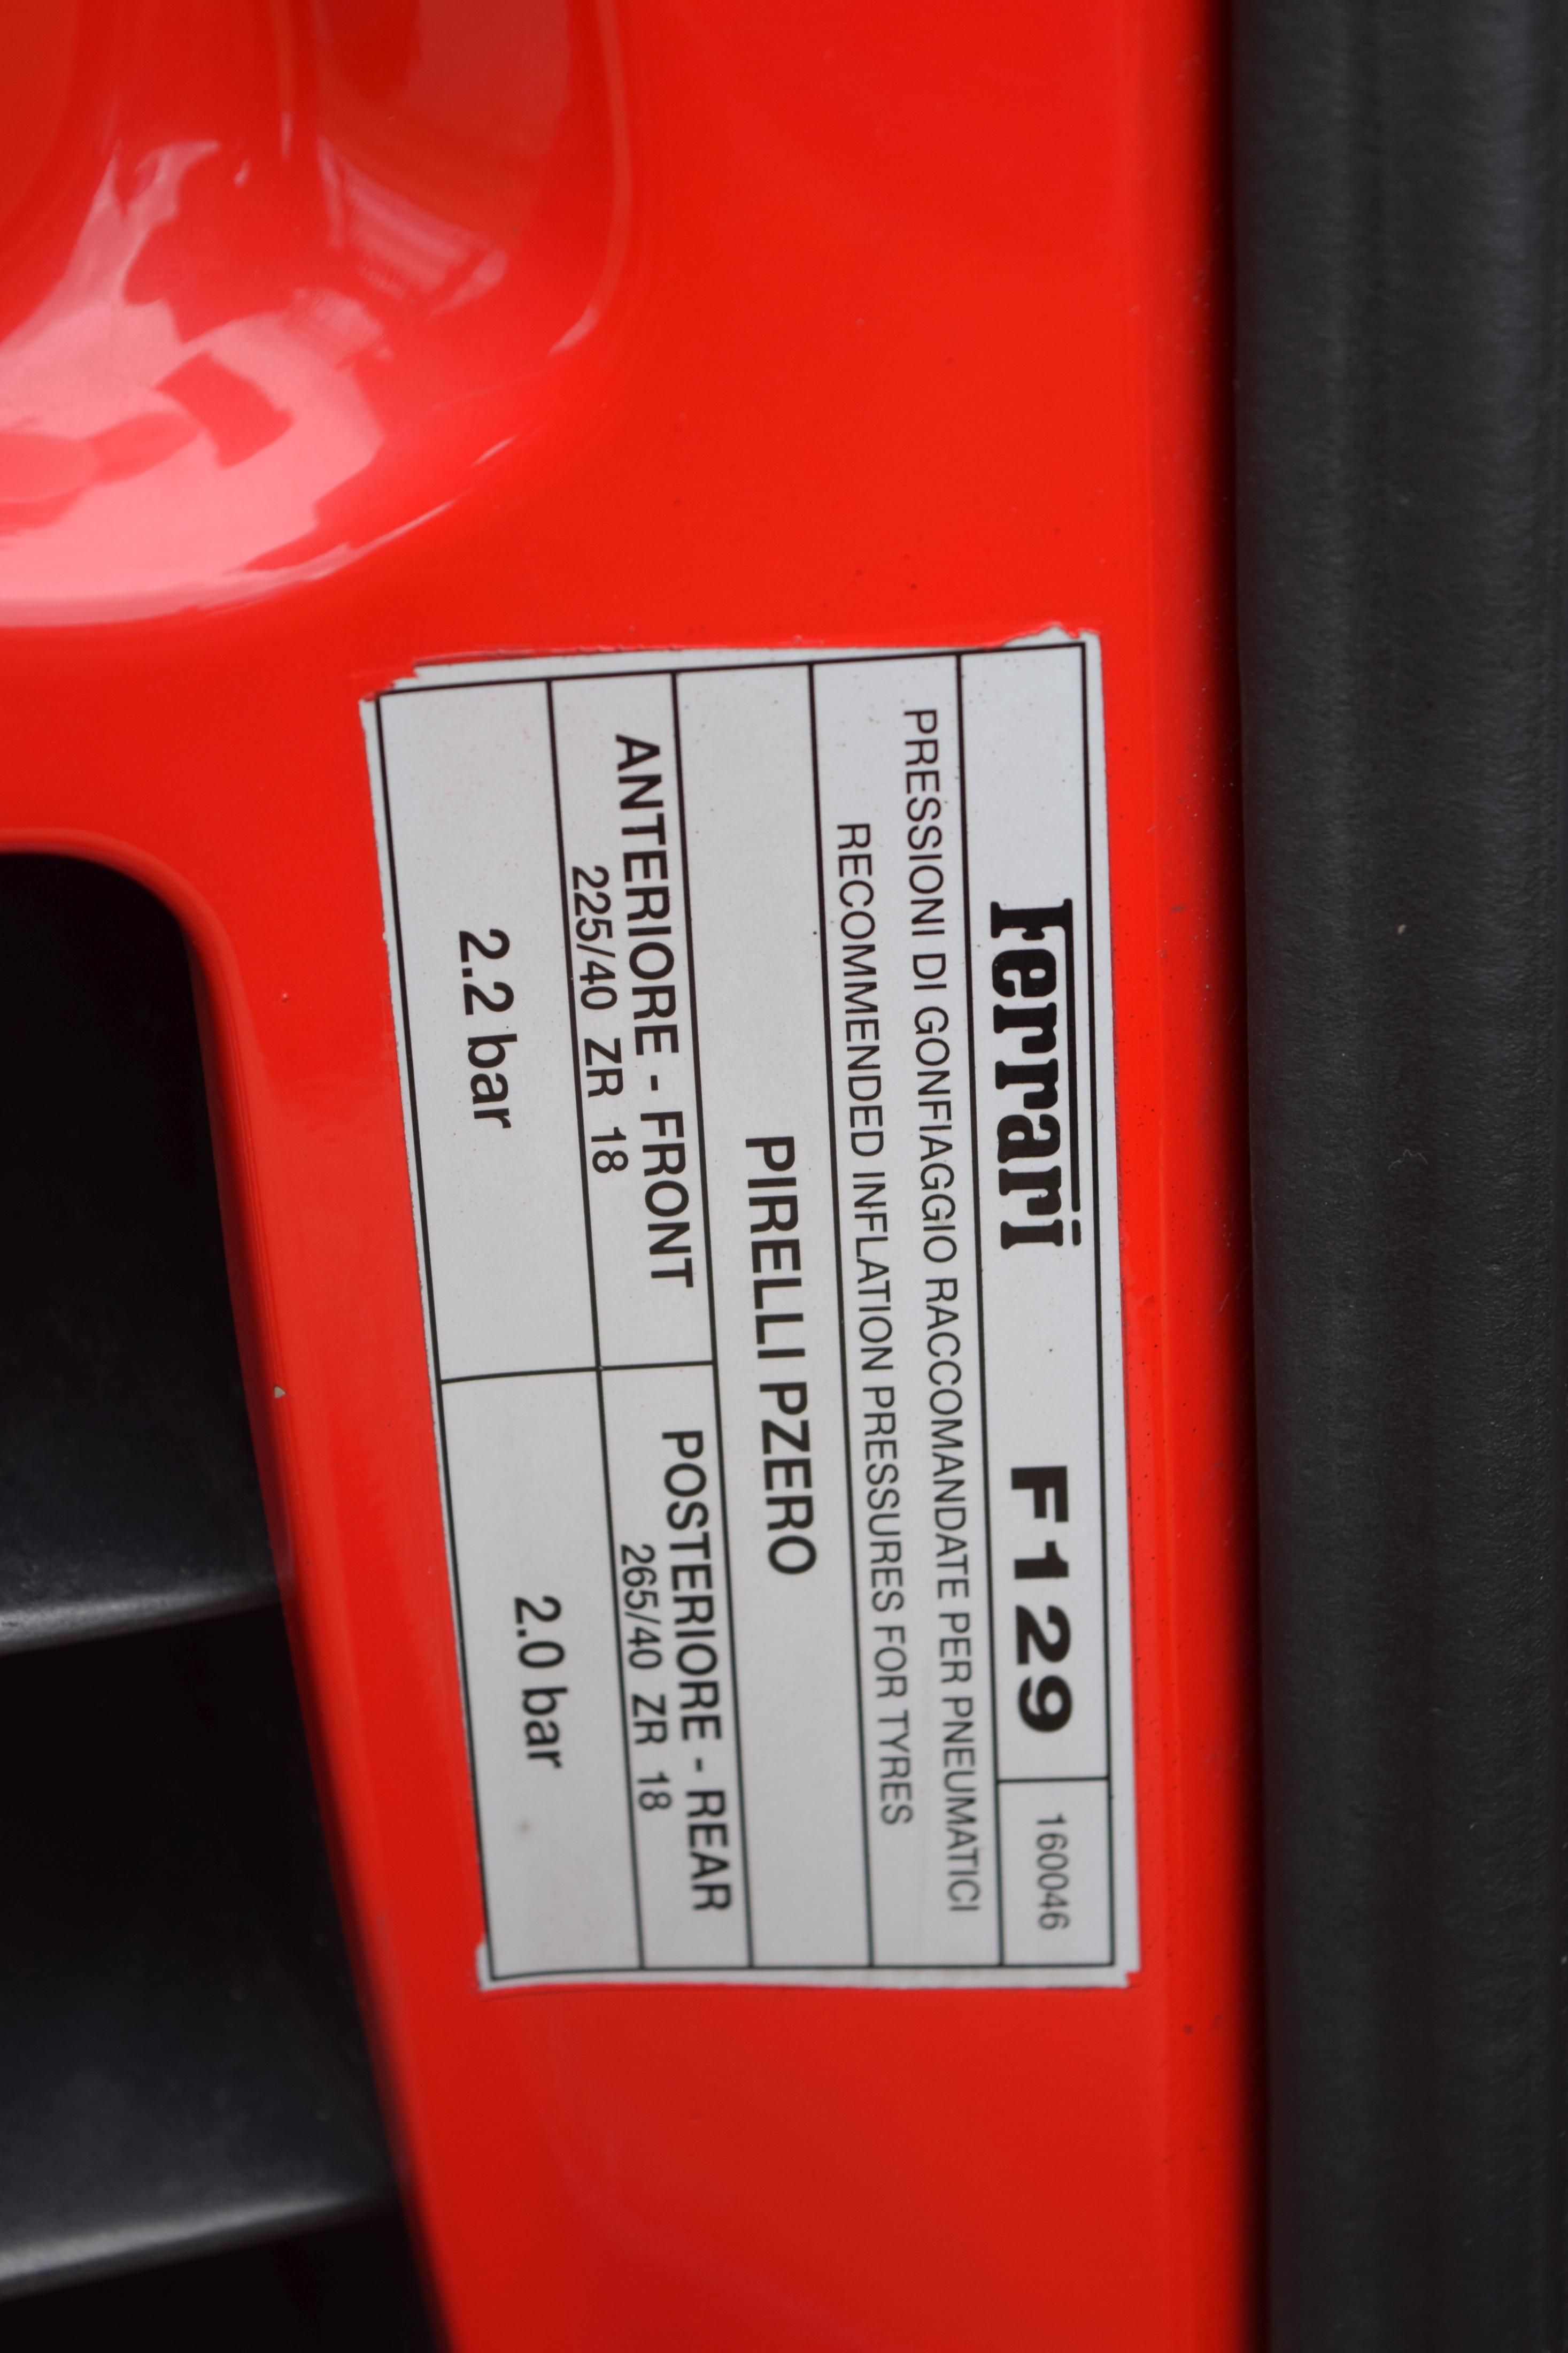 Ferrari F129 160046
PRESSIONI DI GONFIAGGIO RACCOMANDATE PER PNEUMATICI
RECOMMENDED INFLATION PRESSURES FOR TYRES
PIRELLI PZERO
ANTERIORE - FRONT
225/40 ZR 18
POSTERIORE - REAR
265/40 ZR 18
2.2 bar
2.0 bar